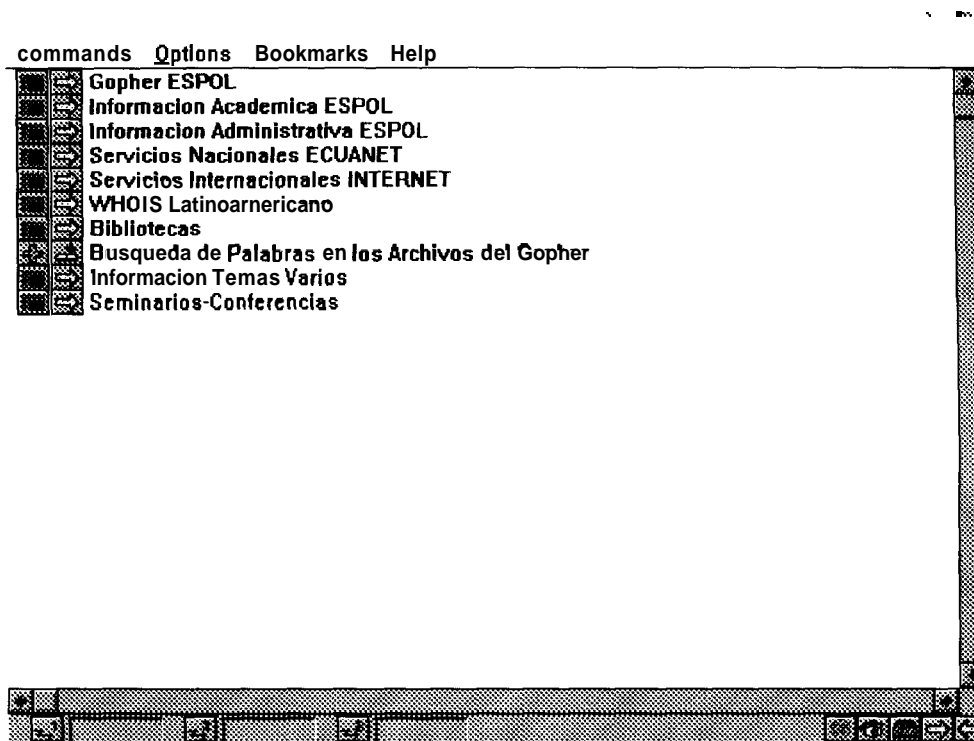 commands Options Bookmarks Help
Gopher ESPOL
Informacion Academica ESPOL
Informacion Administrativa ESPOL
Servicios Nacionales ECUANET
Servicios Internacionales INTERNET
WHOIS Latinoarnericano
Bibliotecas
Busqueda de Palabras en los Archivos del Gopher
Informacion Temas Varios
Seminarios-Conferencias